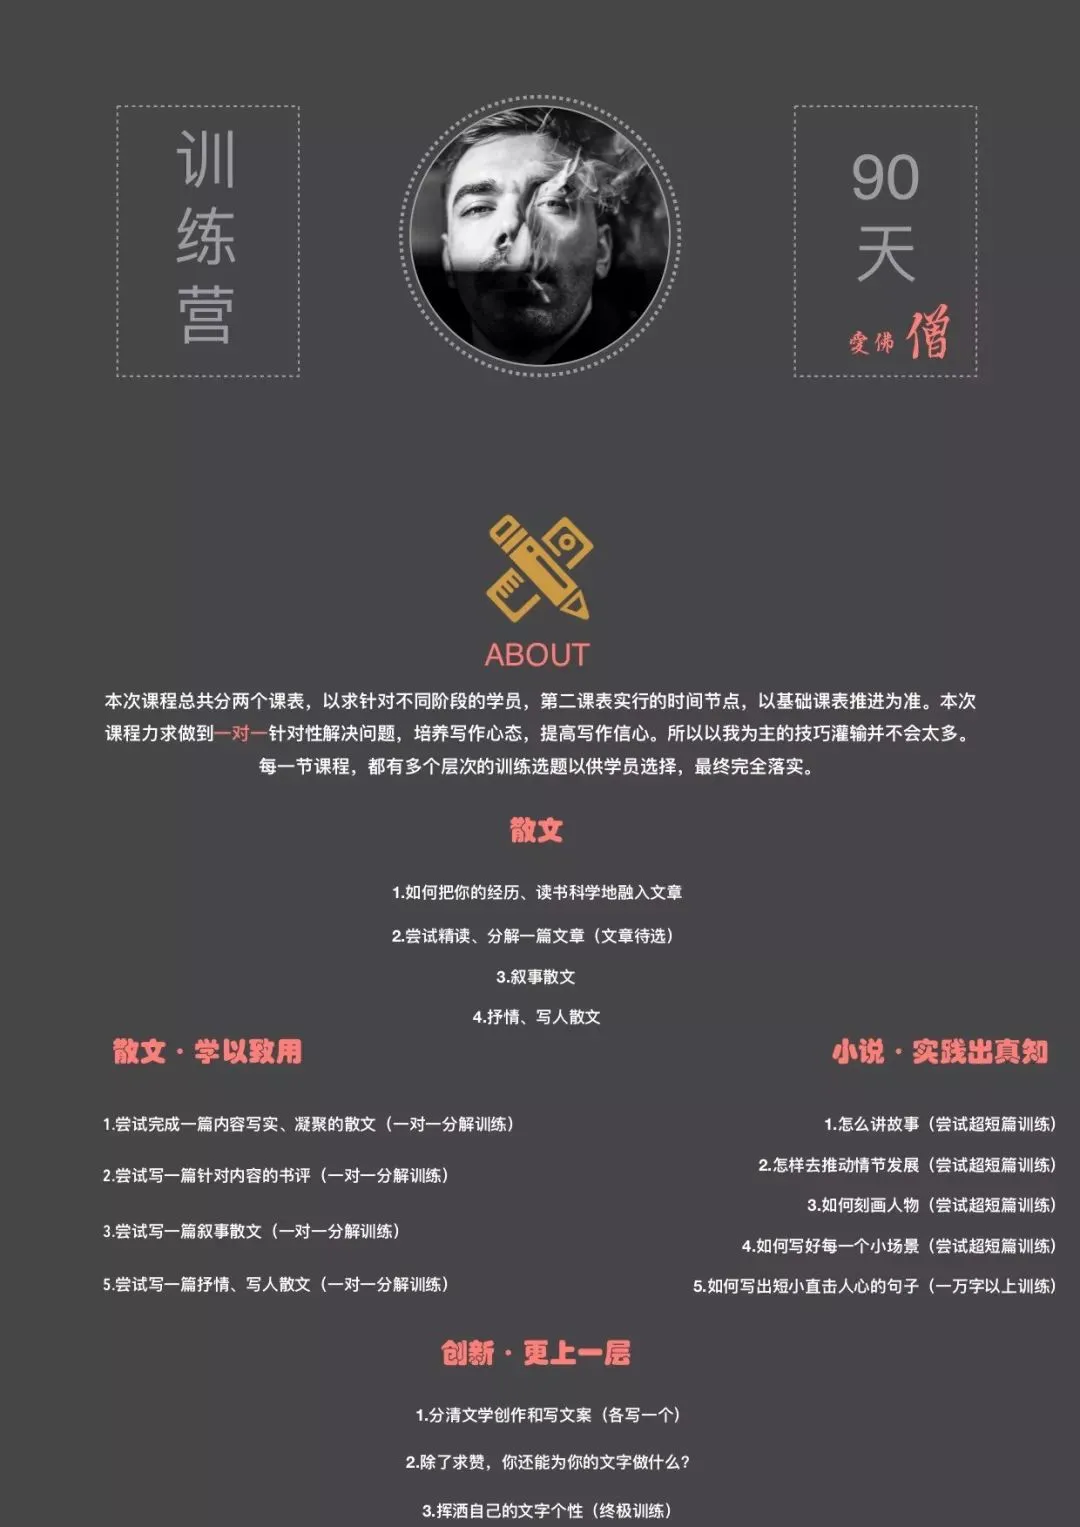 训
练
营
90
天
雯佛 僧
ABOUT
本次课程总共分两个课表，以求针对不同阶段的学员，第二课表实行的时间节点，以基础课表推进为准。本次
课程力求做到一对一针对性解决问题，培养写作心态，提高写作信心。所以以我为主的技巧灌输并不会太多。
每一节课程，都有多个层次的训练选题以供学员选择，最终完全落实。
散文
1.如何把你的经历、读书科学地融入文章
2.尝试精读、分解一篇文章（文章待选）
3.叙事散文
4.抒情、写人散文
散文·学以致用
1.尝试完成一篇内容写实、凝聚的散文（一对一分解训练）
2.尝试写一篇针对内容的书评（一对一分解训练）
3.尝试写一篇叙事散文（一对一分解训练）
5.尝试写一篇抒情、写人散文（一对一分解训练）
小说·实践出真知
1.怎么讲故事（尝试超短篇训练）
2.怎样去推动情节发展（尝试超短篇训练）
3.如何刻画人物（尝试超短篇训练）
4.如何写好每一个小场景（尝试超短篇训练）
5.如何写出短小直击人心的句子（一万字以上训练）
创新·更上一层
1.分清文学创作和写文案（各写一个）
2.除了求赞，你还能为你的文字做什么？
3.挥洒自己的文字个性（终极训练）